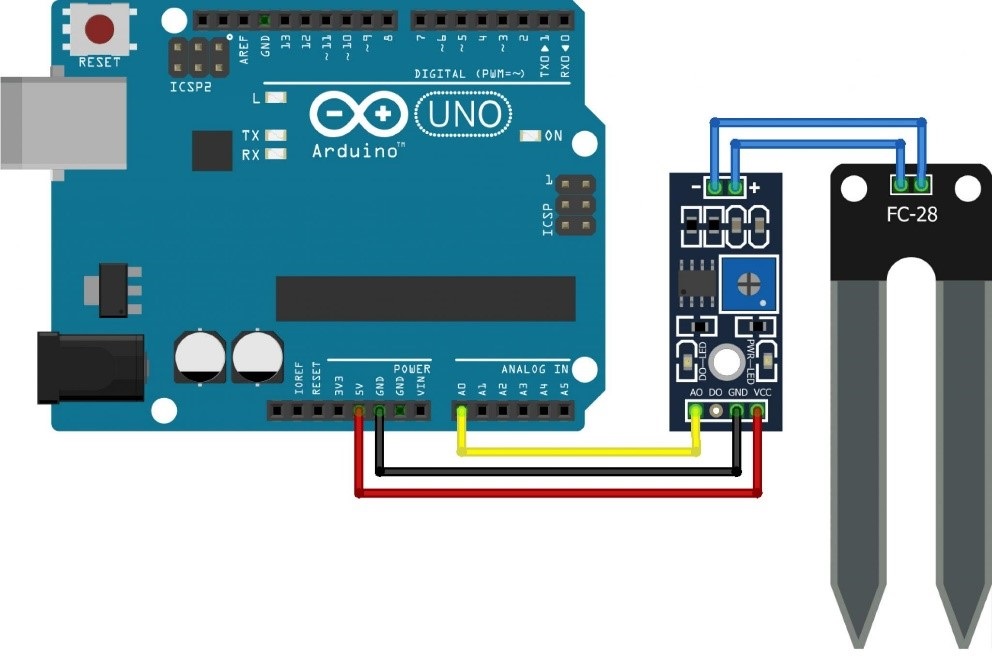 RESET
ICSP2
AREF
GND
13
12
~11
~10
~9
8
7
~6
~5
4
~3
2
TX0▲1
RX0▼0
DIGITAL (PWM=~)
L
TX
RX
- +
UNO
Arduino™
ON
1
ICSP
IOREF
RESET
3V3
5V
GND
GND
VIN
POWER
ANALOG IN
A0
A1
A2
A3
A4
A5
- +
DO-LED
PWR-LED
AO DO GND VCC
FC-28